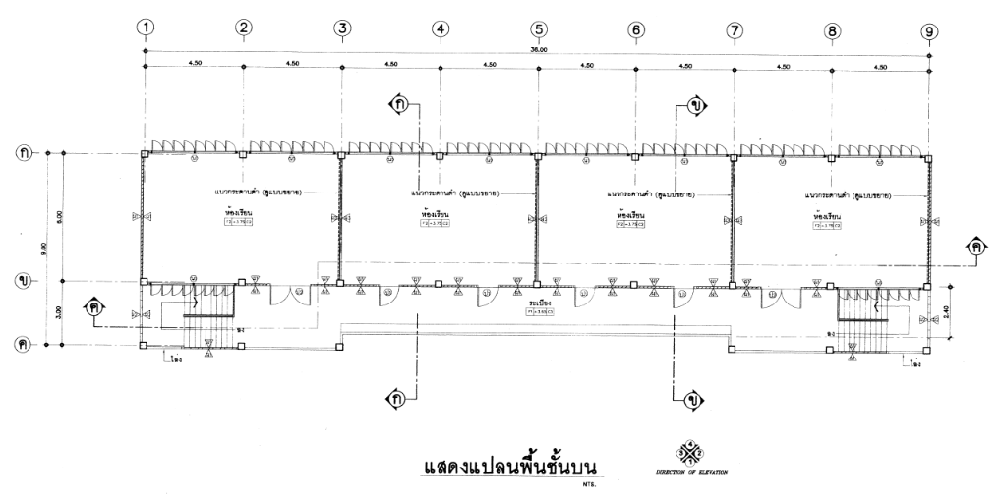 1 2 3 4 5 6 7 8 9
36.00
4.50 4.50 4.50 4.50 4.50 4.50 4.50 4.50
ก ข
ก
แนวกระดานดำ (ดูแบบขยาย) แนวกระดานดำ (ดูแบบขยาย) แนวกระดานดำ (ดูแบบขยาย) แนวกระดานดำ (ดูแบบขยาย)
ห้องเรียน ห้องเรียน ห้องเรียน ห้องเรียน
6.00
9.00
ค
ข
ระเบียง
ค
3.00
2.40
ลง ลง
ค
โล่ง โล่ง
ก ข
แสดงแปลนพื้นชั้นบน
NTS.
4
3 2
1
DIRECTION OF ELEVATION